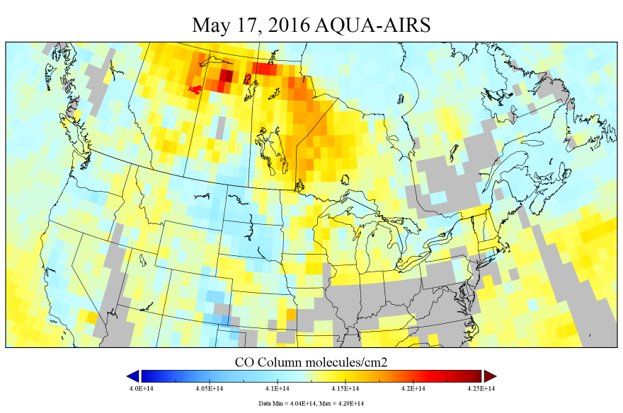 May 17, 2016 AQUA-AIRS
CO Column molecules/cm2
4.0E+14 4.05E+14 4.1E+14 4.15E+14 4.2E+14 4.25E+14
Data Min = 4.04E+14, Max = 4.29E+14